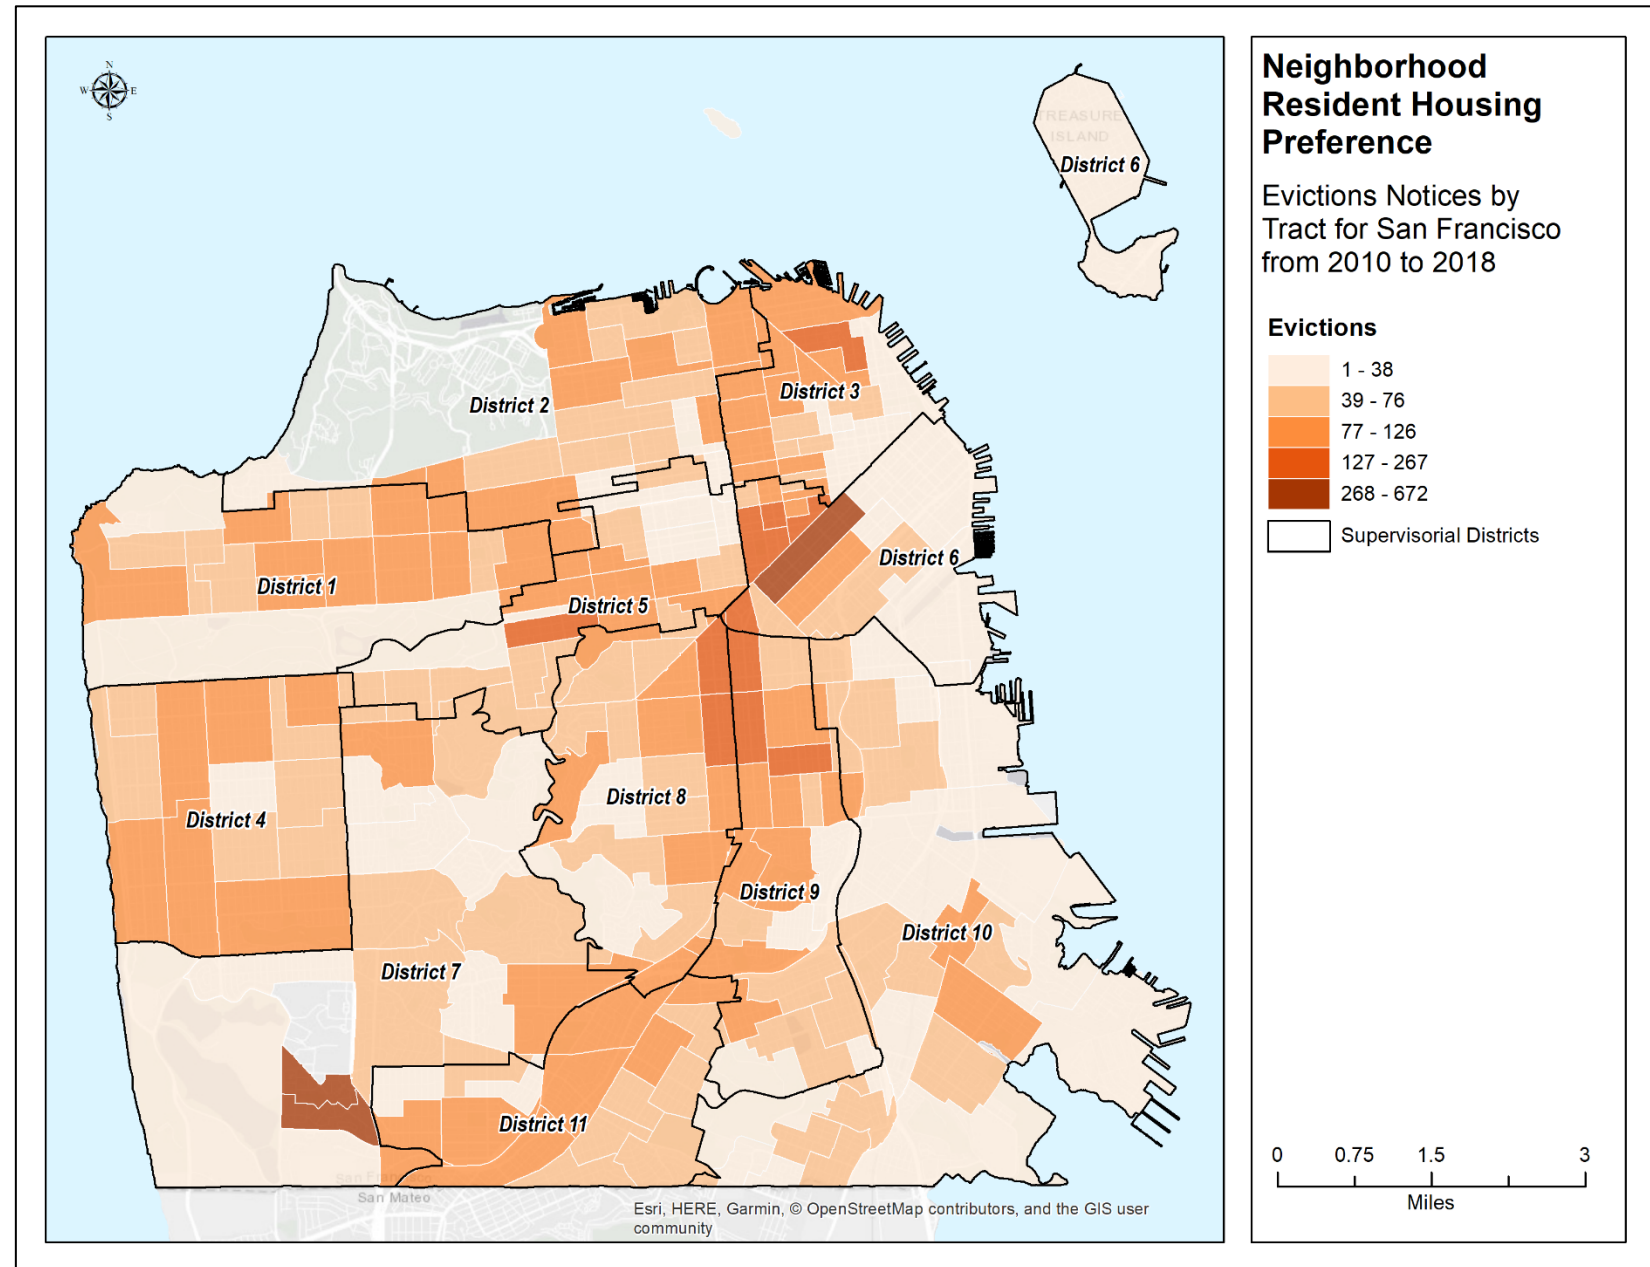 N
W E
S
TREASURE
ISLAND
District 6
District 2
District 3
District 6
District 1
District 5
District 8
District 4
District 9
District 10
District 7
District 11
San Francisco
San Mateo
Esri, HERE, Garmin, © OpenStreetMap contributors, and the GIS user
community
Neighborhood
Resident Housing
Preference
Evictions Notices by
Tract for San Francisco
from 2010 to 2018
Evictions
1 - 38
39 - 76
77 - 126
127 - 267
268 - 672
Supervisorial Districts
0 0.75 1.5 3
Miles